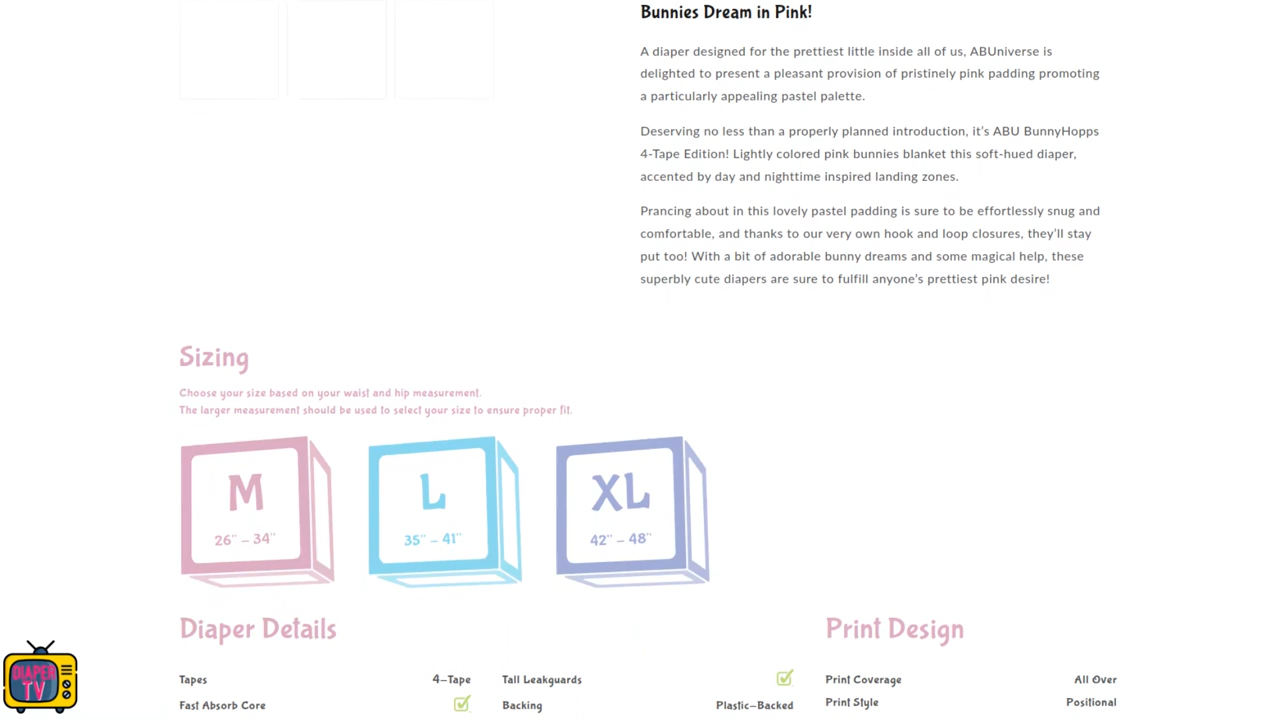 Bunnies Dream in Pink!
A diaper designed for the prettiest little inside all of us, ABUniverse is
delighted to present a pleasant provision of pristinely pink padding promoting
a particularly appealing pastel palette.
Deserving no less than a properly planned introduction, it's ABU BunnyHopps
4-Tape Edition! Lightly colored pink bunnies blanket this soft-hued diaper,
accented by day and nighttime inspired landing zones.
Prancing about in this lovely pastel padding is sure to be effortlessly snug and
comfortable, and thanks to our very own hook and loop closures, they'll stay
put too! With a bit of adorable bunny dreams and some magical help, these
superbly cute diapers are sure to fulfill anyone's prettiest pink desire!
Sizing
Choose your size based on your waist and hip measurement.
The larger measurement should be used to select your size to ensure proper fit.
M
26" – 34"
L
35" – 41"
XL
42" – 48"
Diaper Details
Tapes 4-Tape
Fast Absorb Core
Tall Leakguards
Backing Plastic-Backed
Print Design
Print Coverage All Over
Print Style Positional
DIAPER
TV